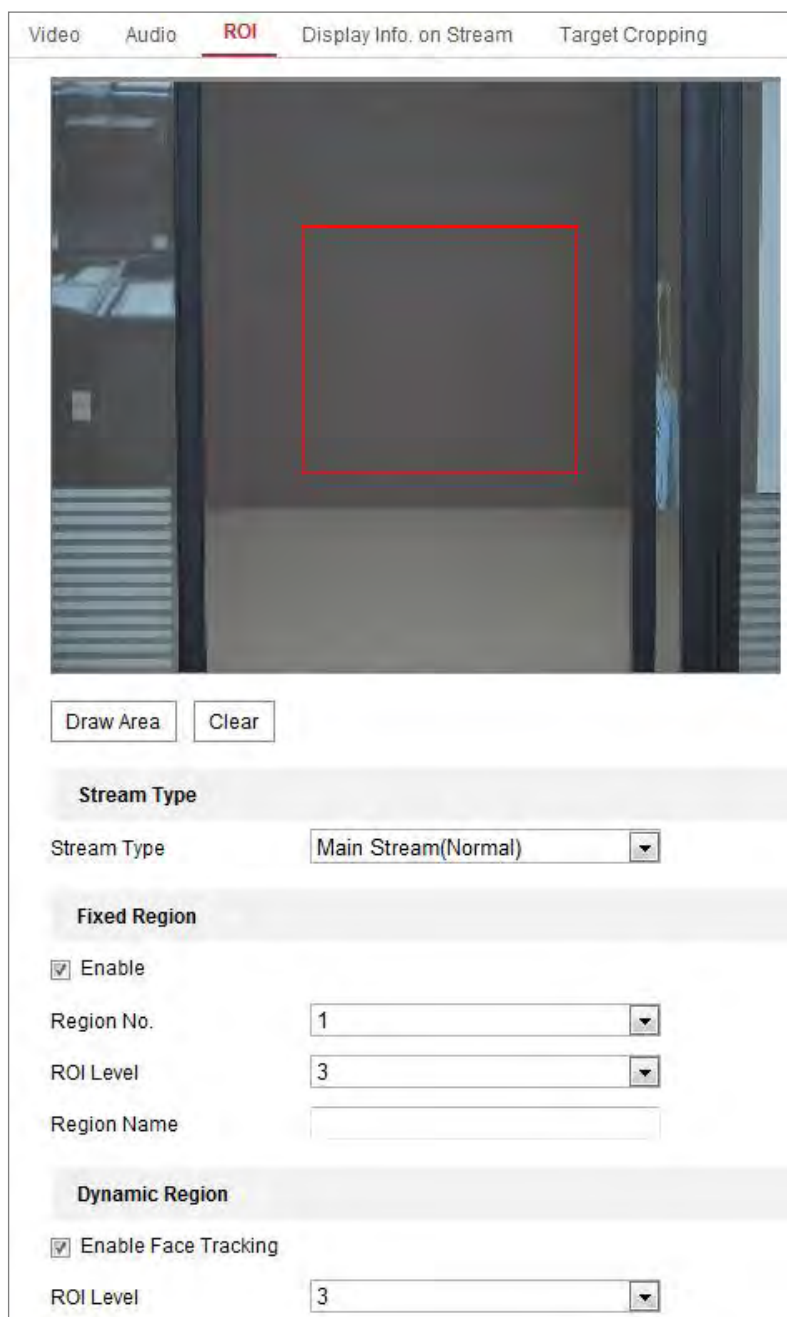 Video Audio ROI Display Info. on Stream Target Cropping
Draw Area Clear
Stream Type
Stream Type Main Stream(Normal)
Fixed Region
Enable
Region No. 1
ROI Level 3
Region Name
Dynamic Region
Enable Face Tracking
ROI Level 3